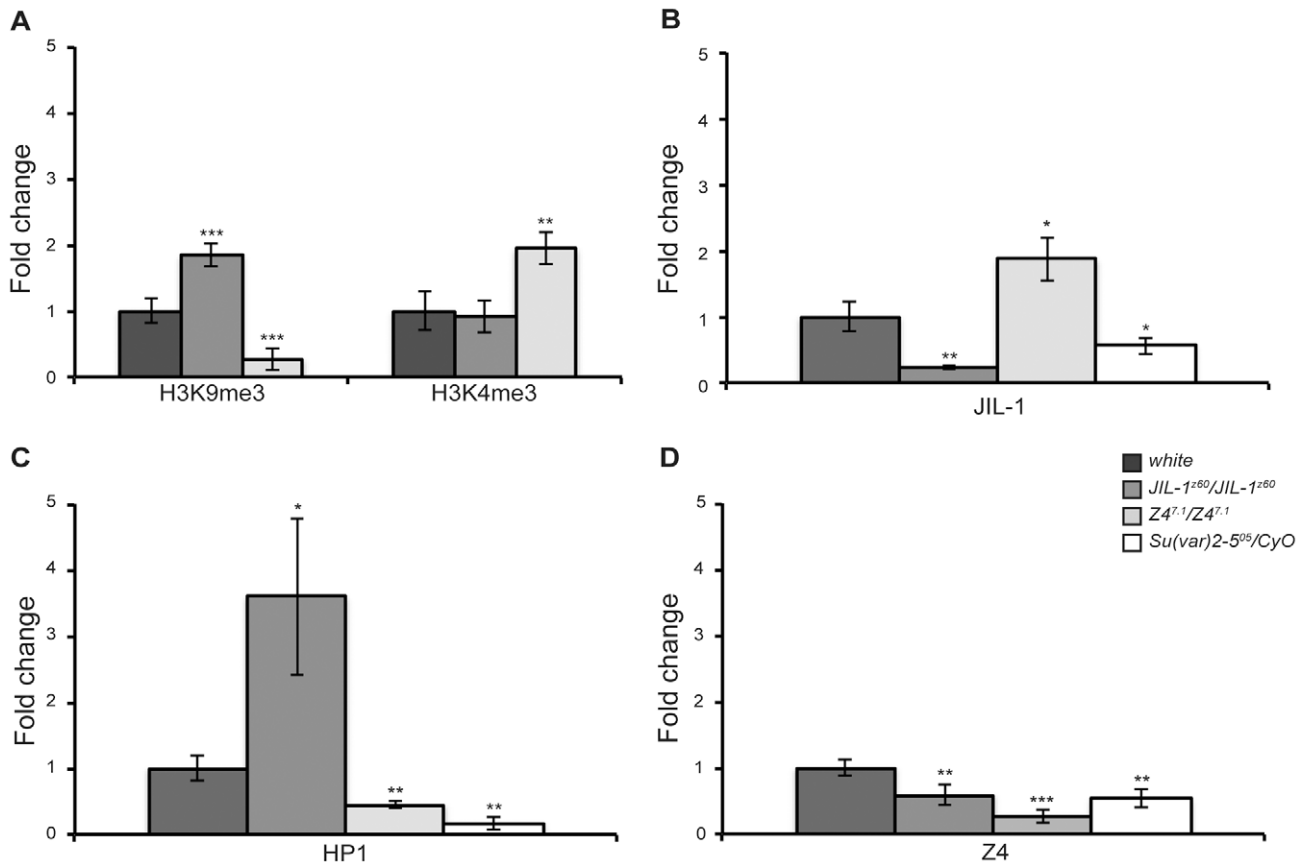 A
5
4
3
2
1
0
Fold change
***
***
**
H3K9me3
H3K4me3
B
5
4
3
2
1
0
Fold change
**
*
*
JIL-1
C
5
4
3
2
1
0
Fold change
*
**
**
HP1
D
5
4
3
2
1
0
Fold change
**
***
**
Z4
white
JIL-1z60/JIL-1z60
Z47.1/Z47.1
Su(var)2-505/CyO